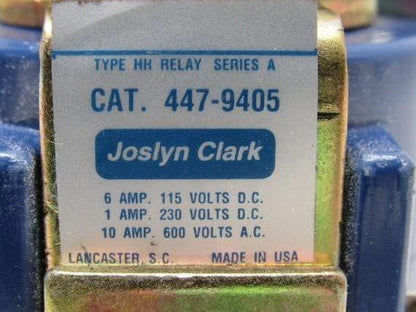 TYPE HH RELAY SERIES A
CAT. 447-9405
Joslyn Clark
6 AMP. 115 VOLTS D.C.
1 AMP. 230 VOLTS D.C.
10 AMP. 600 VOLTS A.C.
LANCASTER, S.C. MADE IN USA